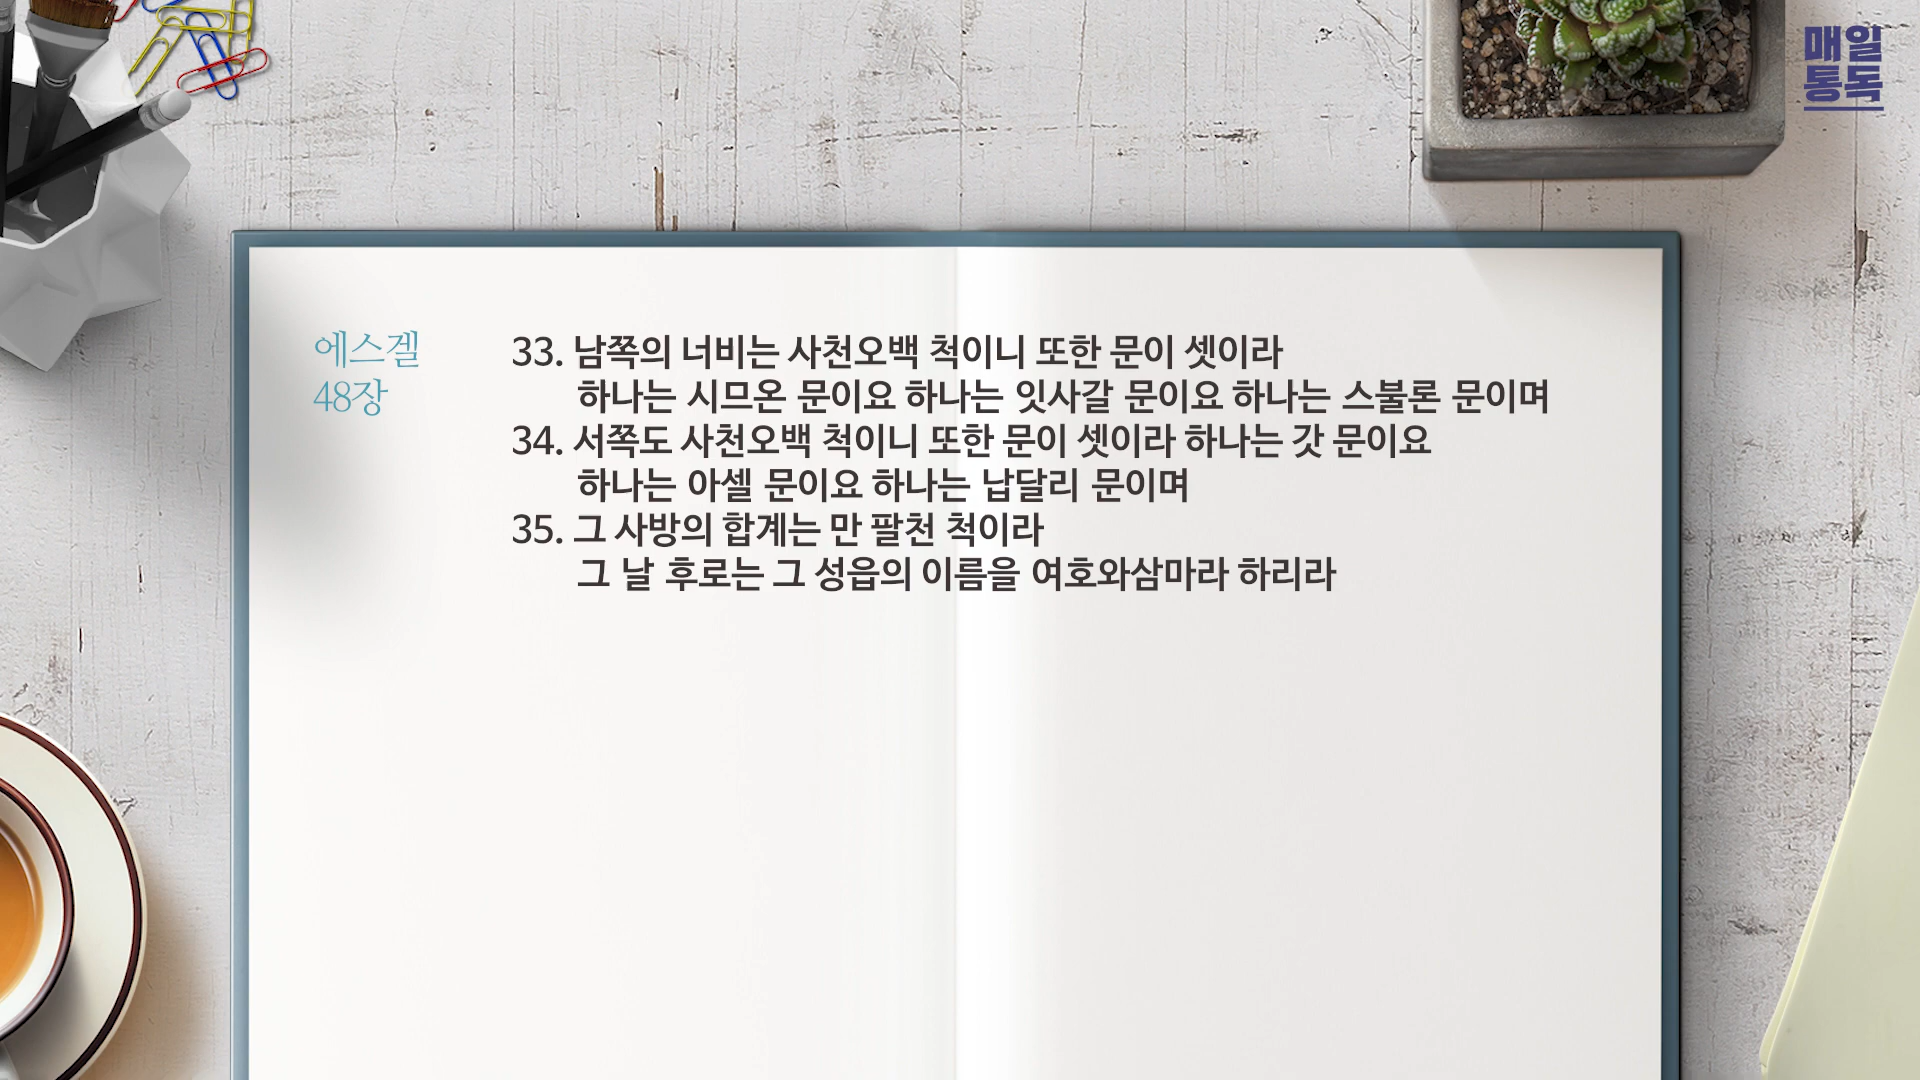 매일
통독
에스겔
48장
33. 남쪽의 너비는 사천오백 척이니 또한 문이 셋이라
하나는 시므온 문이요 하나는 잇사갈 문이요 하나는 스불론 문이며
34. 서쪽도 사천오백 척이니 또한 문이 셋이라 하나는 갓 문이요
하나는 아셀 문이요 하나는 납달리 문이며
35. 그 사방의 합계는 만 팔천 척이라
그 날 후로는 그 성읍의 이름을 여호와삼마라 하리라